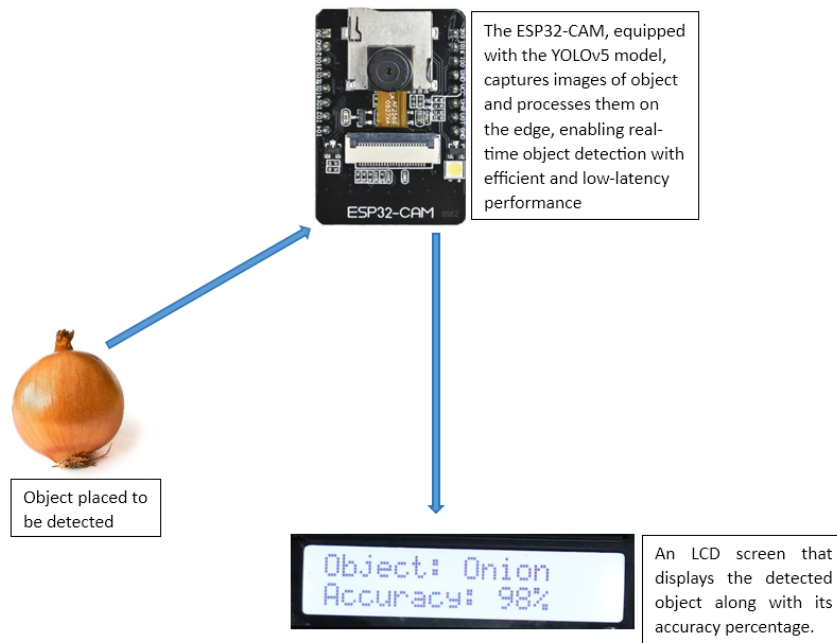 The ESP32-CAM, equipped
with the YOLOv5 model,
captures images of object
and processes them on
the edge, enabling real-
time object detection with
efficient and low-latency
performance
ESP32-CAM
Object placed to
be detected
Object: Onion
Accuracy: 98%
An LCD screen that
displays the detected
object along with its
accuracy percentage.